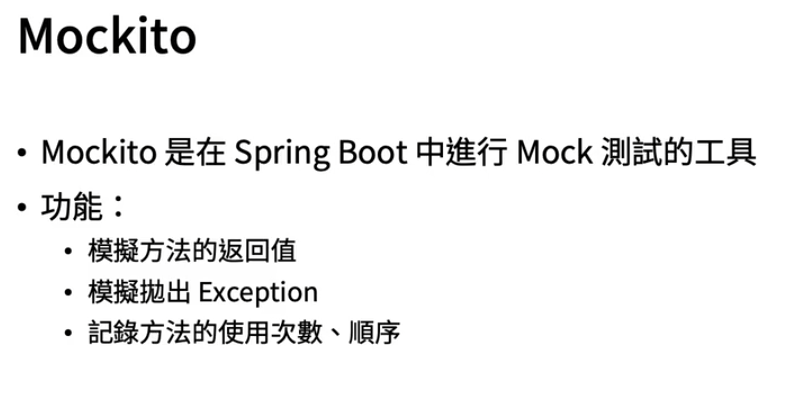 Mockito
• Mockito 是在 Spring Boot 中進行 Mock 測試的工具
• 功能：
• 模擬方法的返回值
• 模擬拋出 Exception
• 記錄方法的使用次數、順序